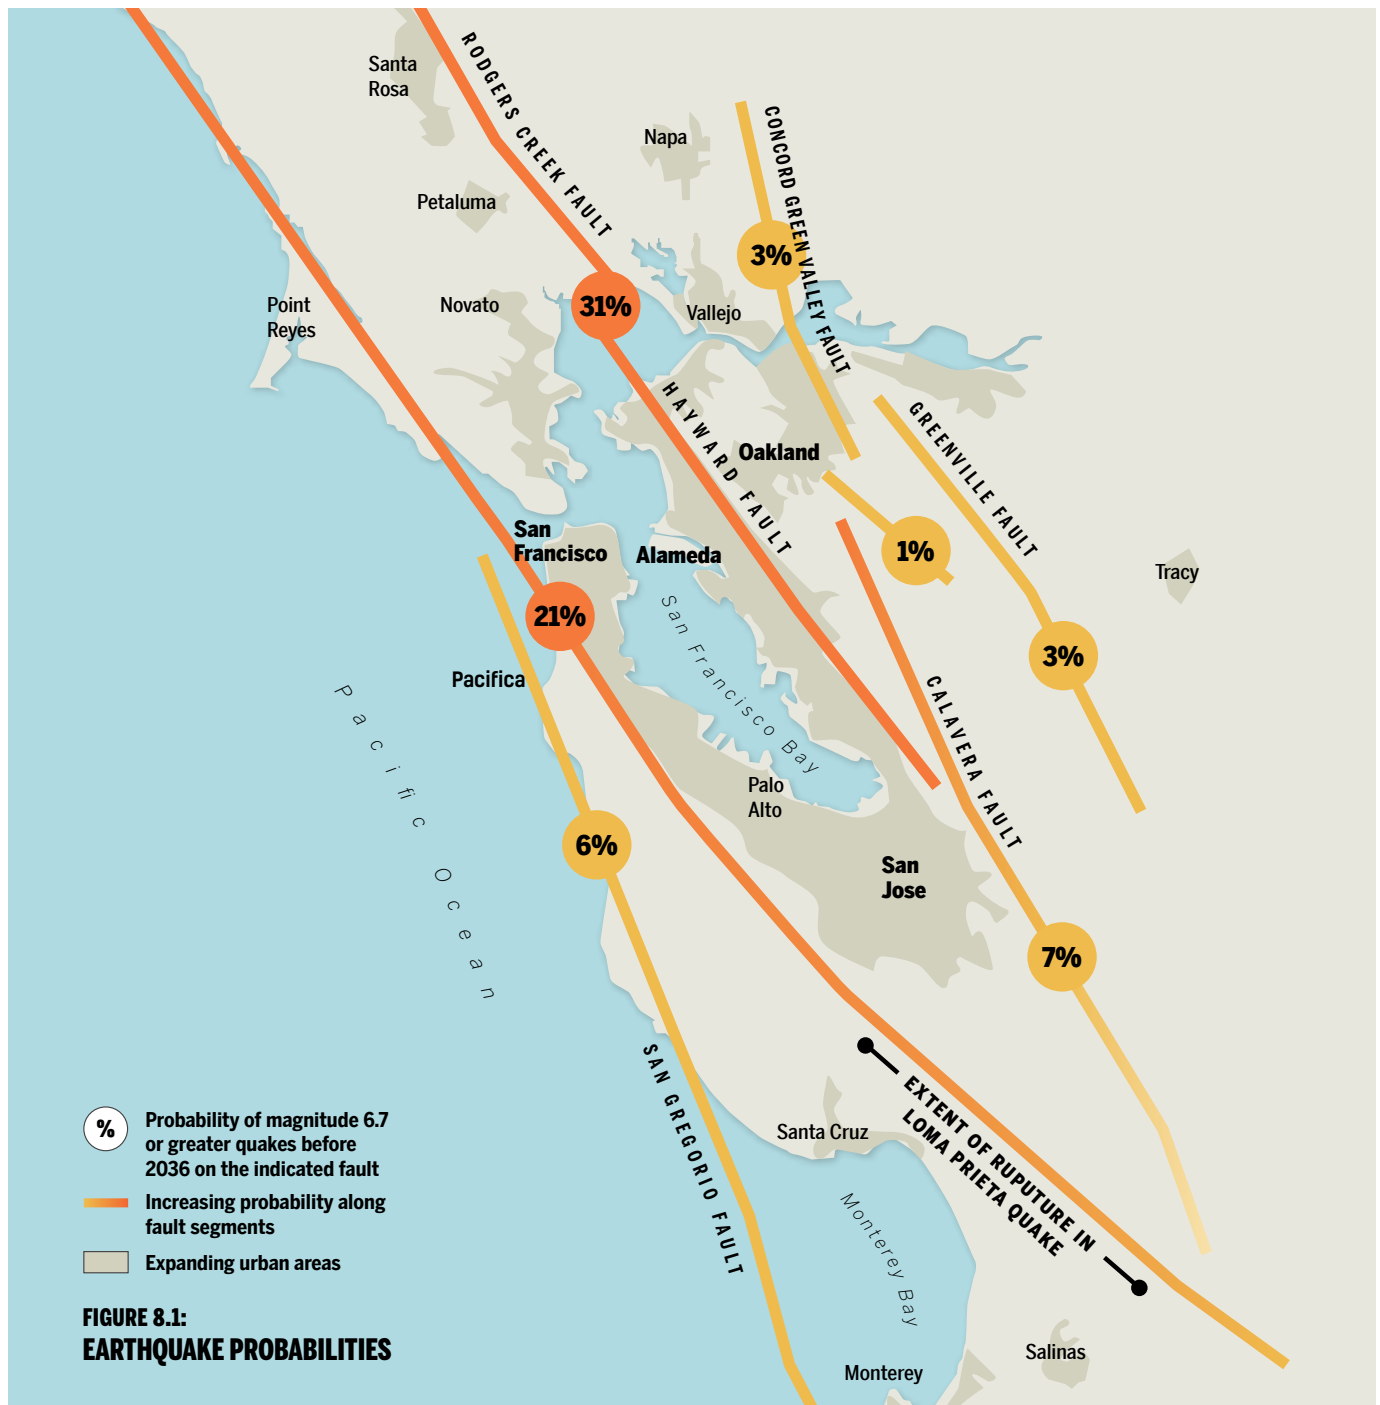 Santa
Rosa
RODGERS CREEK FAULT
Napa
CONCORD GREEN VALLEY FAULT
Petaluma
3%
Point
Reyes
Novato
31%
Vallejo
HAYWARD FAULT
Oakland
GREENVILLE FAULT
San
Francisco
Alameda
1%
Tracy
21%
San Francisco Bay
3%
Pacifica
Pacific Ocean
CALAVERA FAULT
Palo
Alto
6%
San
Jose
7%
SAN GREGORIO FAULT
EXTENT OF RUPUTURE IN
LOMA PRIETA QUAKE
Santa Cruz
Monterey Bay
Salinas
Monterey
%
Probability of magnitude 6.7
or greater quakes before
2036 on the indicated fault
Increasing probability along
fault segments
Expanding urban areas
FIGURE 8.1:
EARTHQUAKE PROBABILITIES